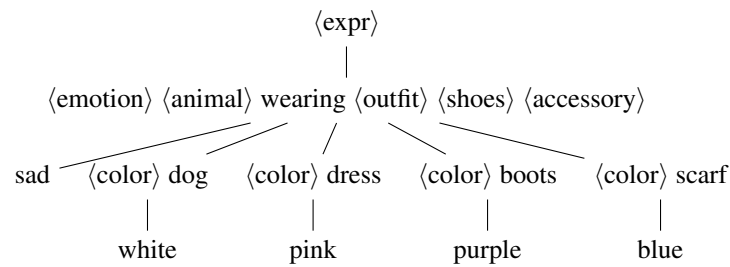 ⟨expr⟩
⟨emotion⟩ ⟨animal⟩ wearing ⟨outfit⟩ ⟨shoes⟩ ⟨accessory⟩
sad ⟨color⟩ dog ⟨color⟩ dress ⟨color⟩ boots ⟨color⟩ scarf
white pink purple blue